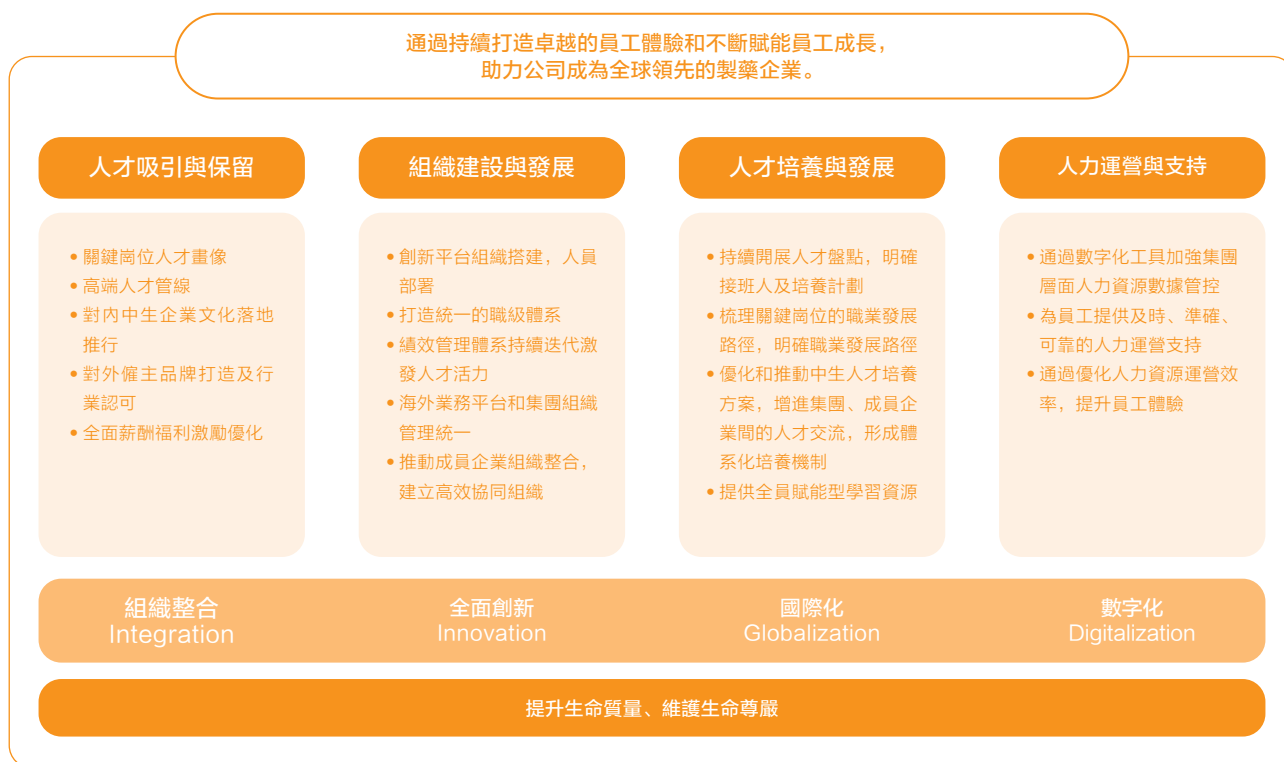 通過持續打造卓越的員工體驗和不斷賦能員工成長，
助力公司成為全球領先的製藥企業。
人才吸引與保留
• 關鍵崗位人才畫像
• 高端人才管線
• 對內中生企業文化落地
推行
• 對外僱主品牌打造及行
業認可
• 全面薪酬福利激勵優化
組織建設與發展
• 創新平台組織搭建，人員
部署
• 打造統一的職級體系
• 績效管理體系持續迭代激
發人才活力
• 海外業務平台和集團組織
管理統一
• 推動成員企業組織整合，
建立高效協同組織
人才培養與發展
• 持續開展人才盤點，明確
接班人及培養計劃
• 梳理關鍵崗位的職業發展
路徑，明確職業發展路徑
• 優化和推動中生人才培養
方案，增進集團、成員企
業間的人才交流，形成體
系化培養機制
• 提供全員賦能型學習資源
人力運營與支持
• 通過數字化工具加強集團
層面人力資源數據管控
• 為員工提供及時、準確、
可靠的人力運營支持
• 通過優化人力資源運營效
率，提升員工體驗
組織整合
Integration
全面創新
Innovation
國際化
Globalization
數字化
Digitalization
提升生命質量、維護生命尊嚴